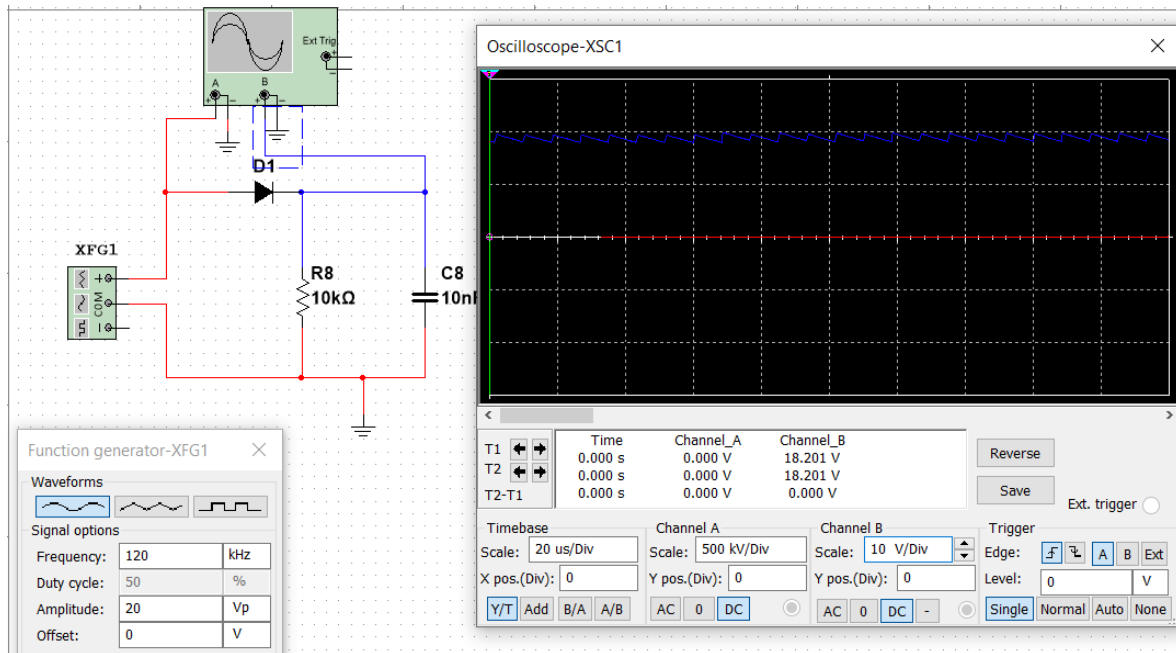 Ext Trig
+
−
A
B
+ − + −
D1
XFG1
+
COM
−
R8
10kΩ
C8
Function generator-XFG1
Waveforms
Signal options
Frequency: 120 kHz
Duty cycle: 50 %
Amplitude: 20 Vp
Offset: 0 V
Oscilloscope-XSC1
Time Channel_A Channel_B
T1 0.000 s 0.000 V 18.201 V
T2 0.000 s 0.000 V 18.201 V
T2-T1 0.000 s 0.000 V 0.000 V
Reverse
Save
Ext. trigger
Timebase
Scale: 20 us/Div
X pos.(Div): 0
Y/T Add B/A A/B
Channel A
Scale: 500 kV/Div
Y pos.(Div): 0
AC 0 DC
Channel B
Scale: 10 V/Div
Y pos.(Div): 0
AC 0 DC -
Trigger
Edge: A B Ext
Level: 0 V
Single Normal Auto None